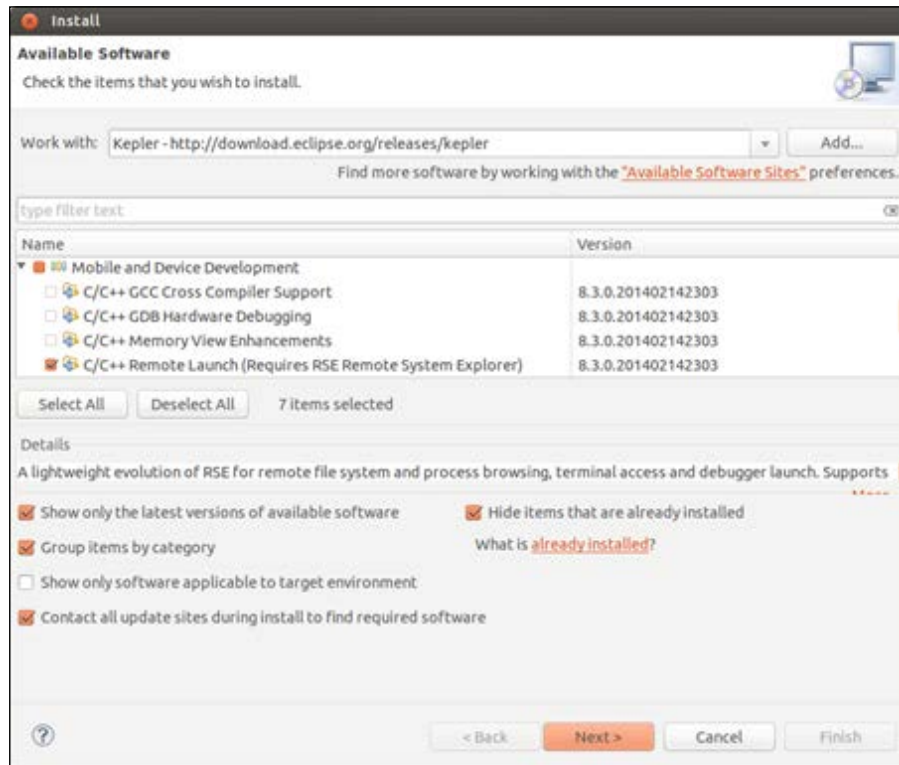 Install
Available Software
Check the items that you wish to install.
Work with: Kepler - http://download.eclipse.org/releases/kepler Add...
Find more software by working with the "Available Software Sites" preferences.
type filter text
Name Version
Mobile and Device Development
C/C++ GCC Cross Compiler Support 8.3.0.201402142303
C/C++ GDB Hardware Debugging 8.3.0.201402142303
C/C++ Memory View Enhancements 8.3.0.201402142303
C/C++ Remote Launch (Requires RSE Remote System Explorer) 8.3.0.201402142303
Select All Deselect All 7 items selected
Details
A lightweight evolution of RSE for remote file system and process browsing, terminal access and debugger launch. Supports
Show only the latest versions of available software Hide items that are already installed
Group items by category What is already installed?
Show only software applicable to target environment
Contact all update sites during install to find required software
? < Back Next > Cancel Finish